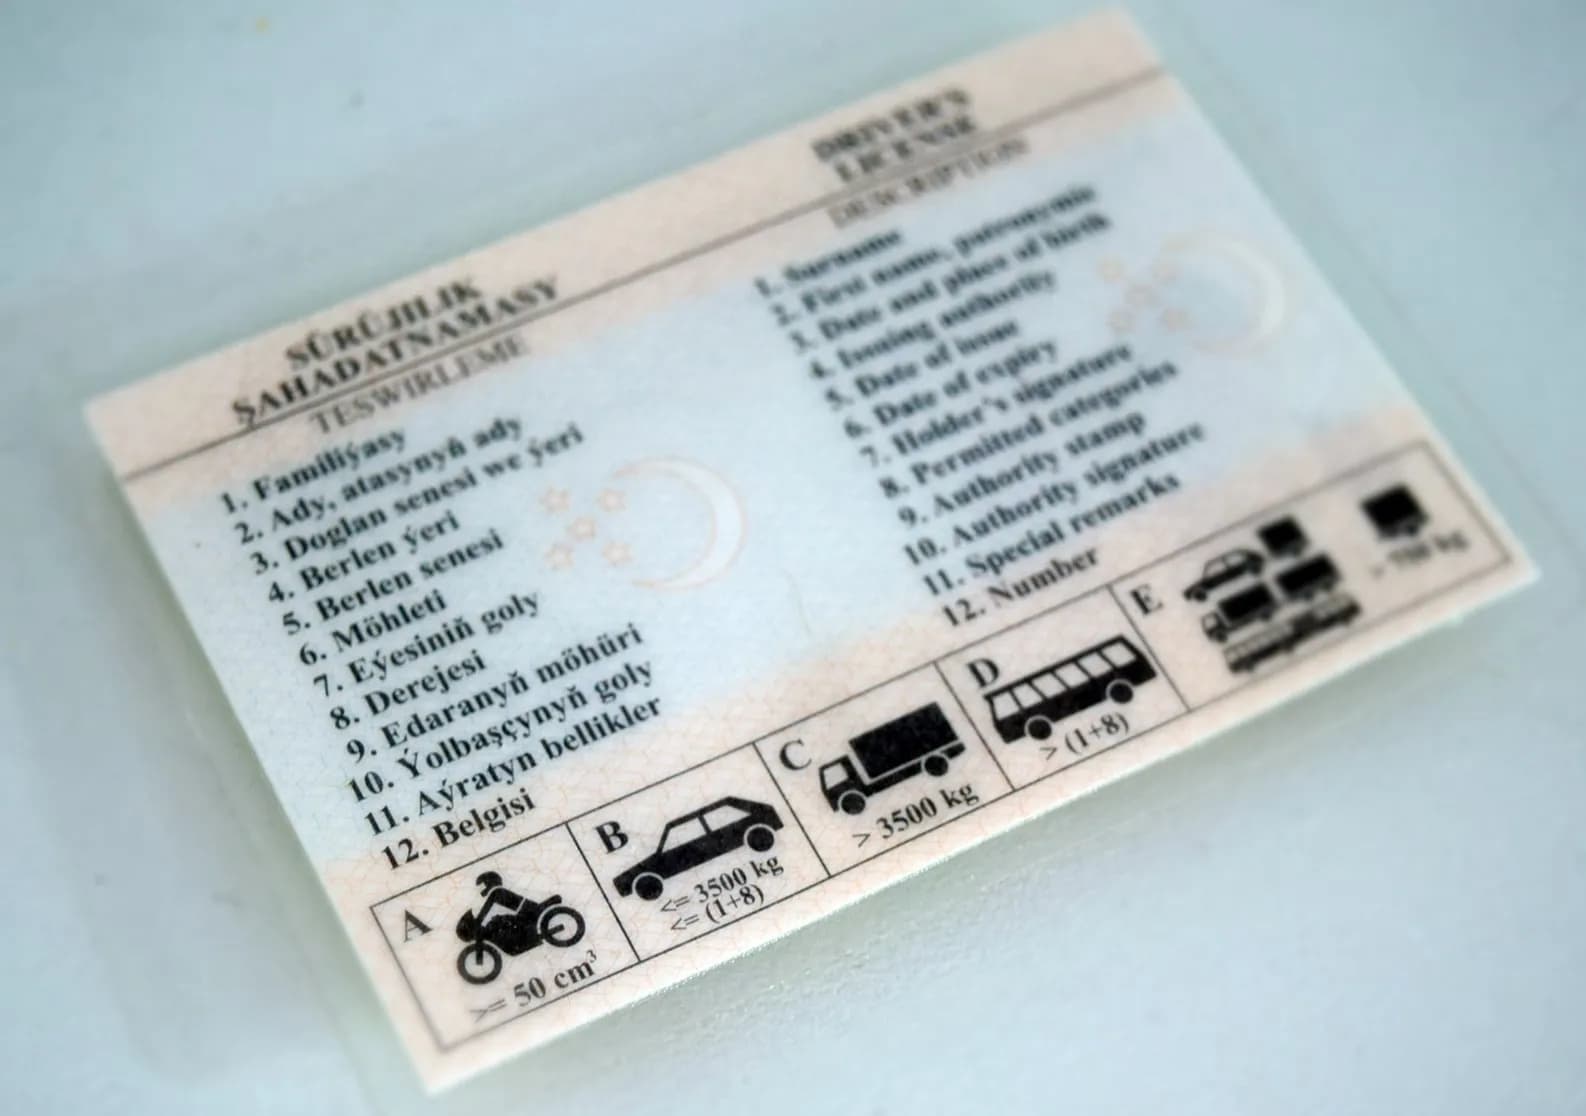 SÜRÜJILIK
ŞAHADATNAMASY
TESWIRLEME
1. Familiýasy
2. Ady, atasynyň ady
3. Doglan senesi we ýeri
4. Berlen ýeri
5. Berlen senesi
6. Möhleti
7. Eýesiniň goly
8. Derejesi
9. Edaranyň möhüri
10. Ýolbaşçynyň goly
11. Aýratyn bellikler
12. Belgisi
DRIVER'S
LICENSE
DESCRIPTION
1. Surname
2. First name, patronymic
3. Date and place of birth
4. Issuing authority
5. Date of issue
6. Date of expiry
7. Holder's signature
8. Permitted categories
9. Authority stamp
10. Authority signature
11. Special remarks
12. Number
A
>= 50 cm³
B
<= 3500 kg
<= (1+8)
C
> 3500 kg
D
> (1+8)
E
> 750 kg